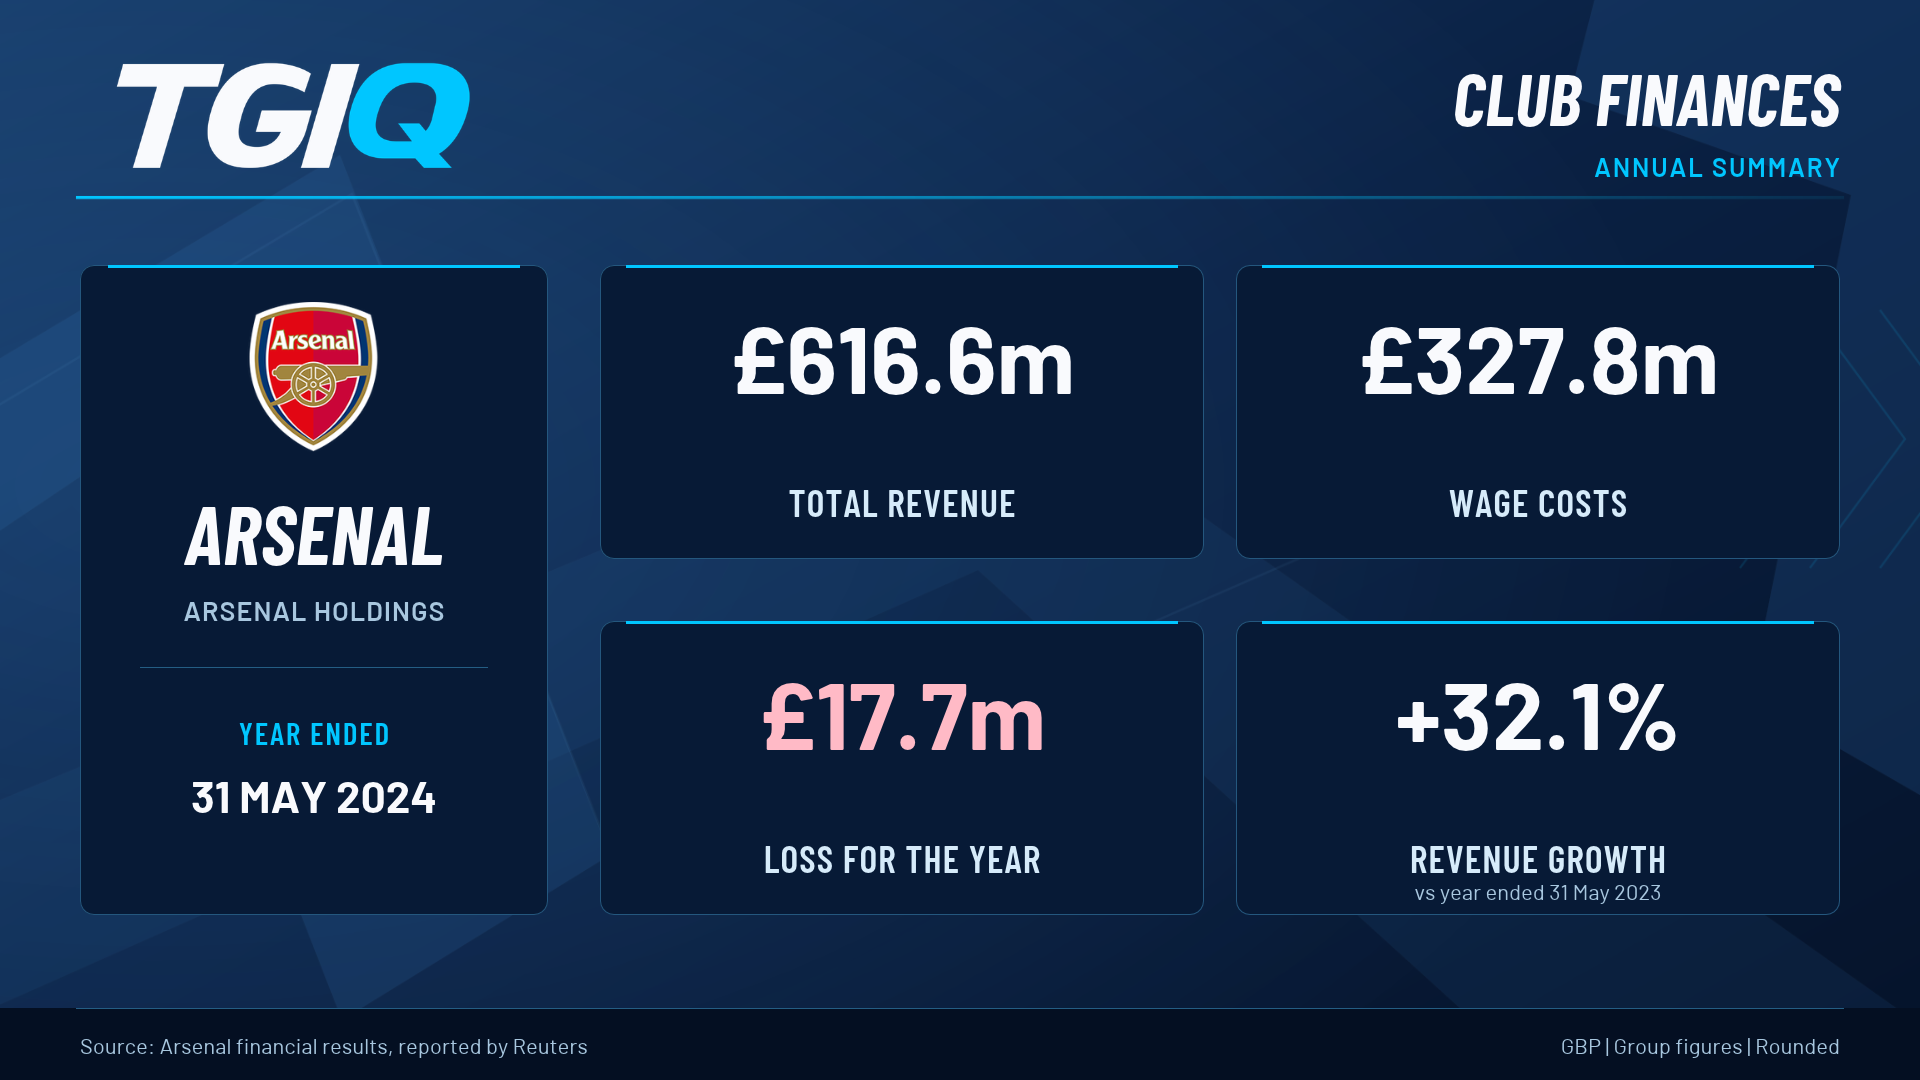 TGIQ
CLUB FINANCES
ANNUAL SUMMARY
Arsenal
ARSENAL
ARSENAL HOLDINGS
YEAR ENDED
31 MAY 2024
£616.6m
TOTAL REVENUE
£327.8m
WAGE COSTS
£17.7m
LOSS FOR THE YEAR
+32.1%
REVENUE GROWTH
vs year ended 31 May 2023
Source: Arsenal financial results, reported by Reuters
GBP | Group figures | Rounded